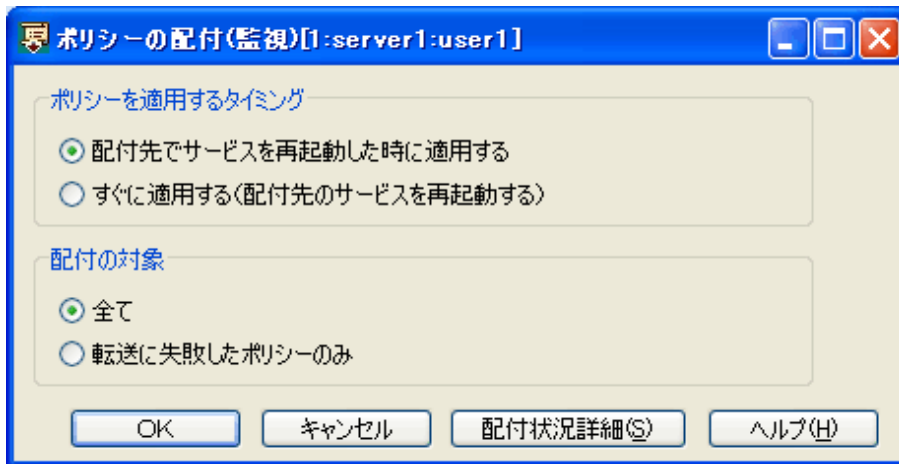 ポリシーの配付(監視)[1:server1:user1]
ポリシーを適用するタイミング
配付先でサービスを再起動した時に適用する
すぐに適用する(配付先のサービスを再起動する)
配付の対象
全て
転送に失敗したポリシーのみ
OK キャンセル 配付状況詳細(S) ヘルプ(H)